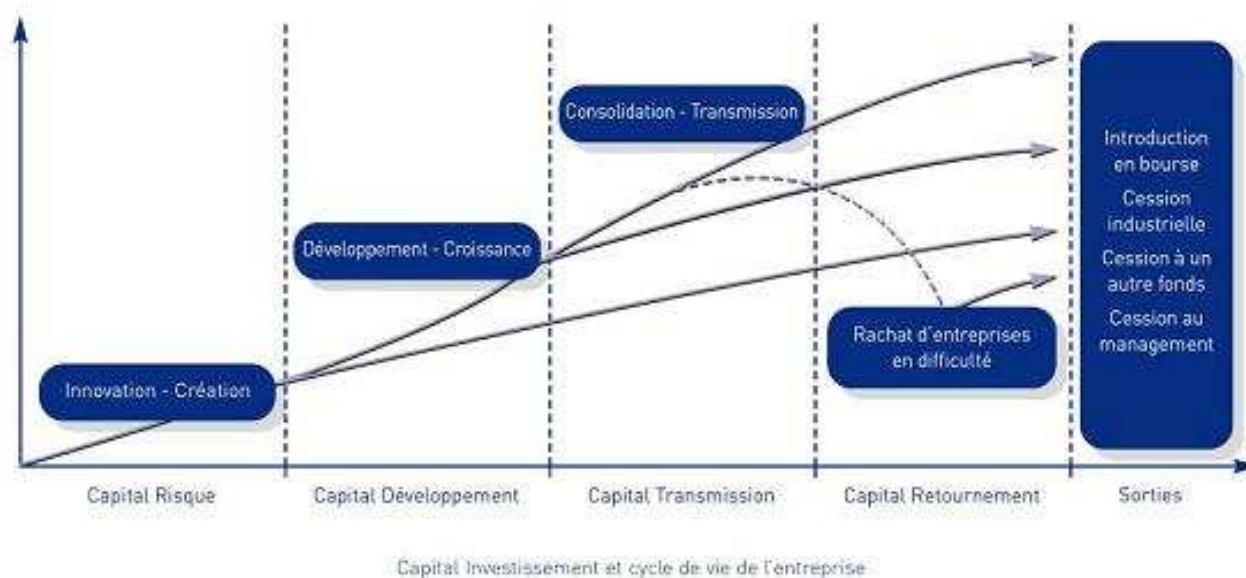 Consolidation - Transmission
Développement - Croissance
Innovation - Création
Rachat d'entreprises
en difficulté
Introduction
en bourse
Cession
industrielle
Cession à un
autre fonds
Cession au
management
Capital Risque
Capital Développement
Capital Transmission
Capital Retournement
Sorties
Capital Investissement et cycle de vie de l'entreprise